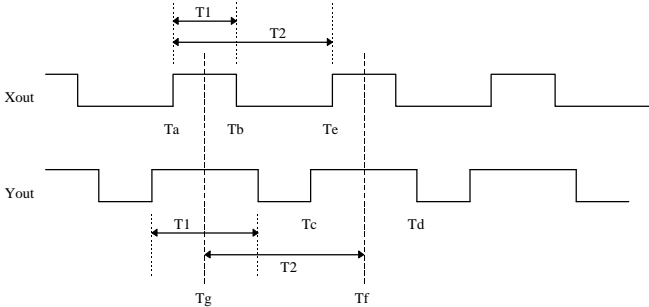 T1
T2
Xout
Ta Tb Te
Yout
T1 Tc Td
T2
Tg Tf